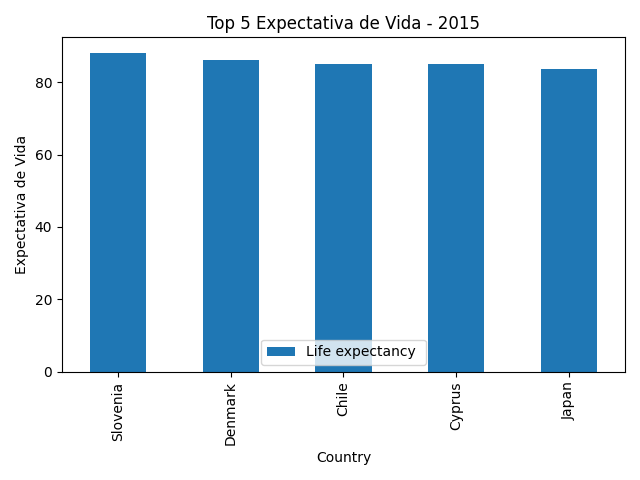 Top 5 Expectativa de Vida - 2015
Expectativa de Vida
80
60
40
20
0
Life expectancy
Slovenia
Denmark
Chile
Cyprus
Japan
Country